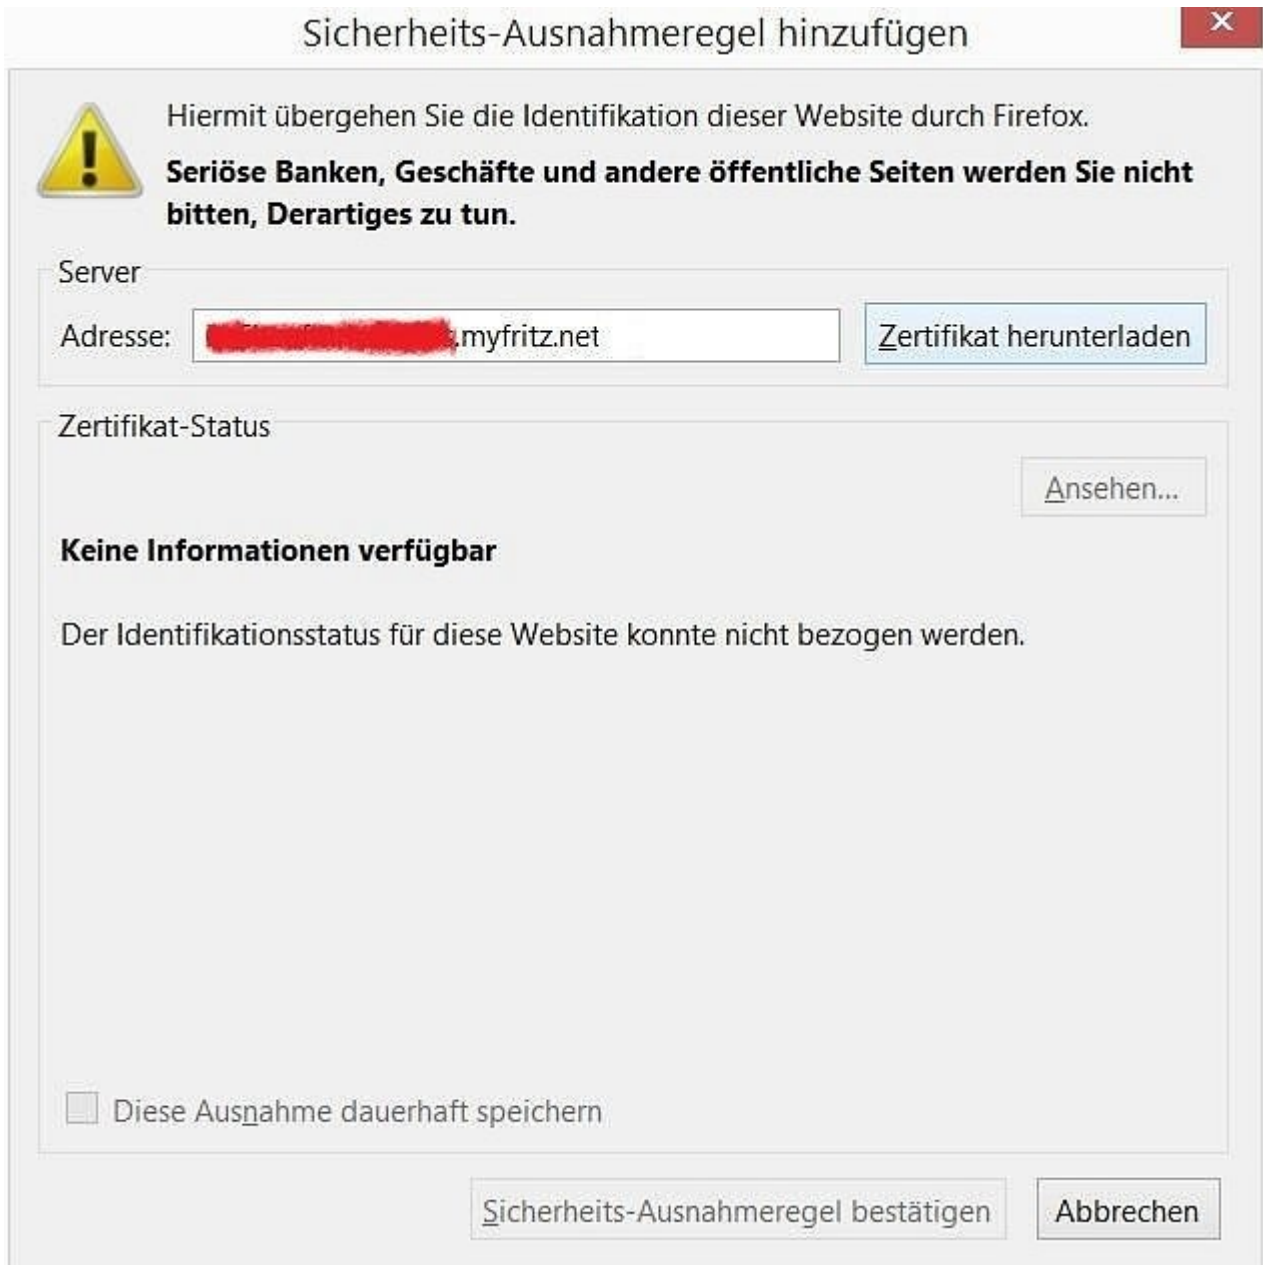 Sicherheits-Ausnahmeregel hinzufügen
Hiermit übergehen Sie die Identifikation dieser Website durch Firefox.
Seriöse Banken, Geschäfte und andere öffentliche Seiten werden Sie nicht
bitten, Derartiges zu tun.
Server
Adresse: .myfritz.net Zertifikat herunterladen
Zertifikat-Status
Ansehen...
Keine Informationen verfügbar
Der Identifikationsstatus für diese Website konnte nicht bezogen werden.
Diese Ausnahme dauerhaft speichern
Sicherheits-Ausnahmeregel bestätigen Abbrechen